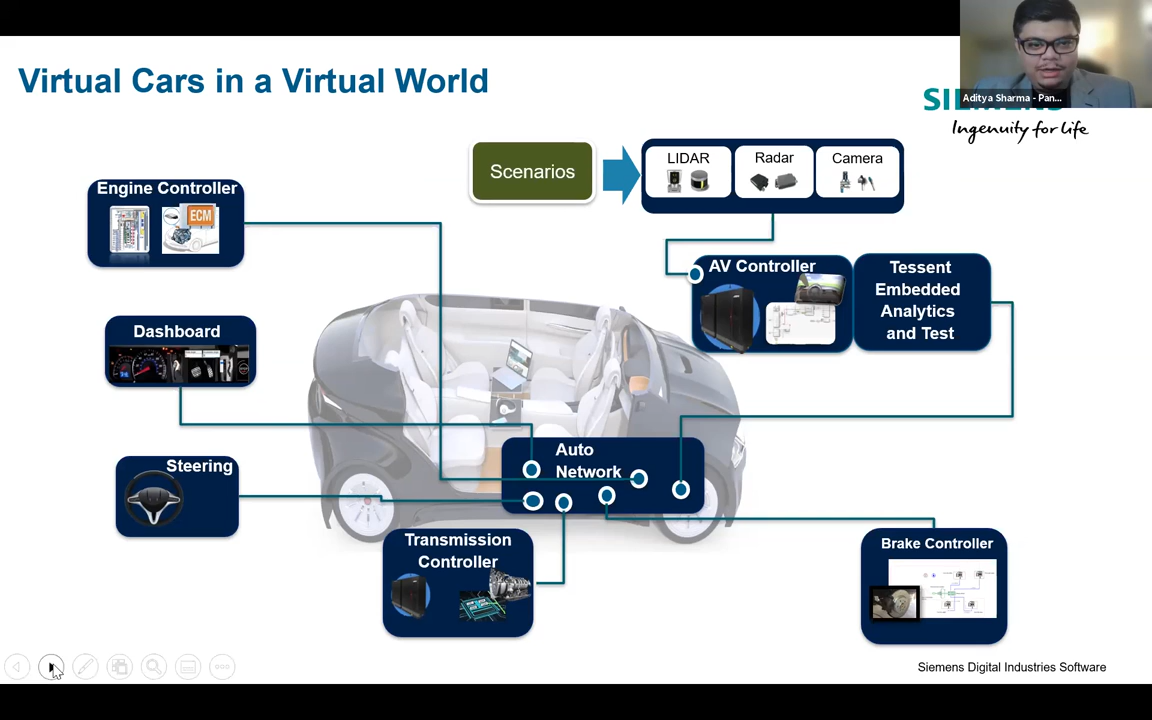 Virtual Cars in a Virtual World
Aditya Sharma - Pan...
Ingenuity for life
Scenarios
LIDAR
Radar
Camera
Engine Controller
ECM
AV Controller
Tessent
Embedded
Analytics
and Test
Dashboard
Auto
Network
Steering
Transmission
Controller
Brake Controller
Siemens Digital Industries Software